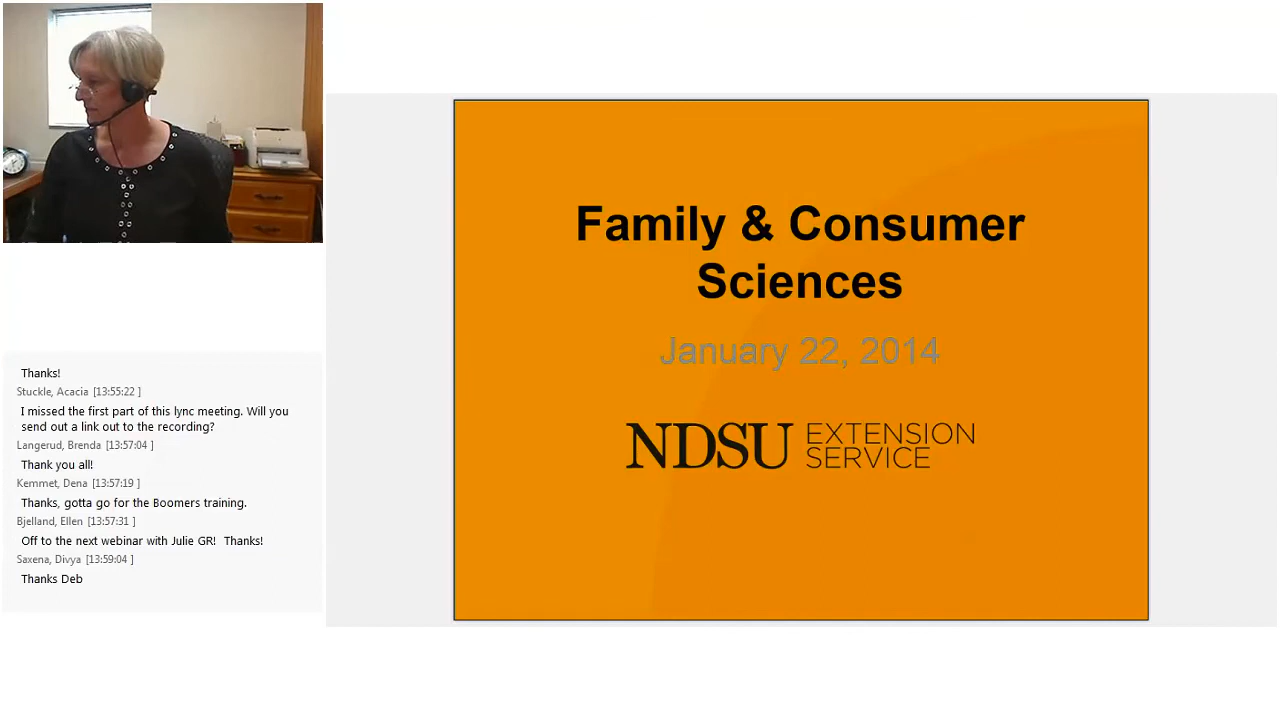 Thanks!
Stuckle, Acacia [13:55:22 ]
I missed the first part of this lync meeting. Will you
send out a link out to the recording?
Langerud, Brenda [13:57:04 ]
Thank you all!
Kemmet, Dena [13:57:19 ]
Thanks, gotta go for the Boomers training.
Bjelland, Ellen [13:57:31 ]
Off to the next webinar with Julie GR!  Thanks!
Saxena, Divya [13:59:04 ]
Thanks Deb
Family & Consumer
Sciences
January 22, 2014
NDSU EXTENSION
SERVICE